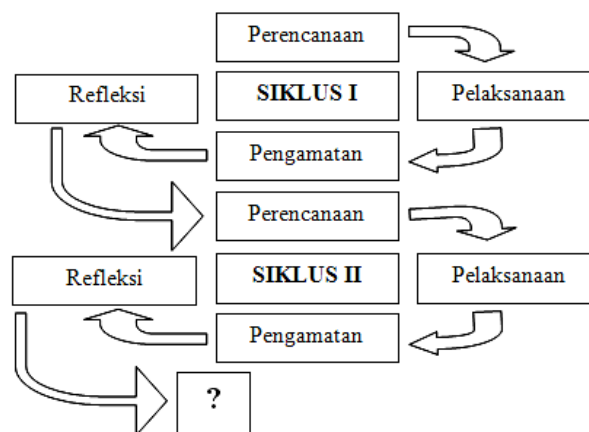 Perencanaan
Refleksi
SIKLUS I
Pelaksanaan
Pengamatan
Perencanaan
Refleksi
SIKLUS II
Pelaksanaan
Pengamatan
?